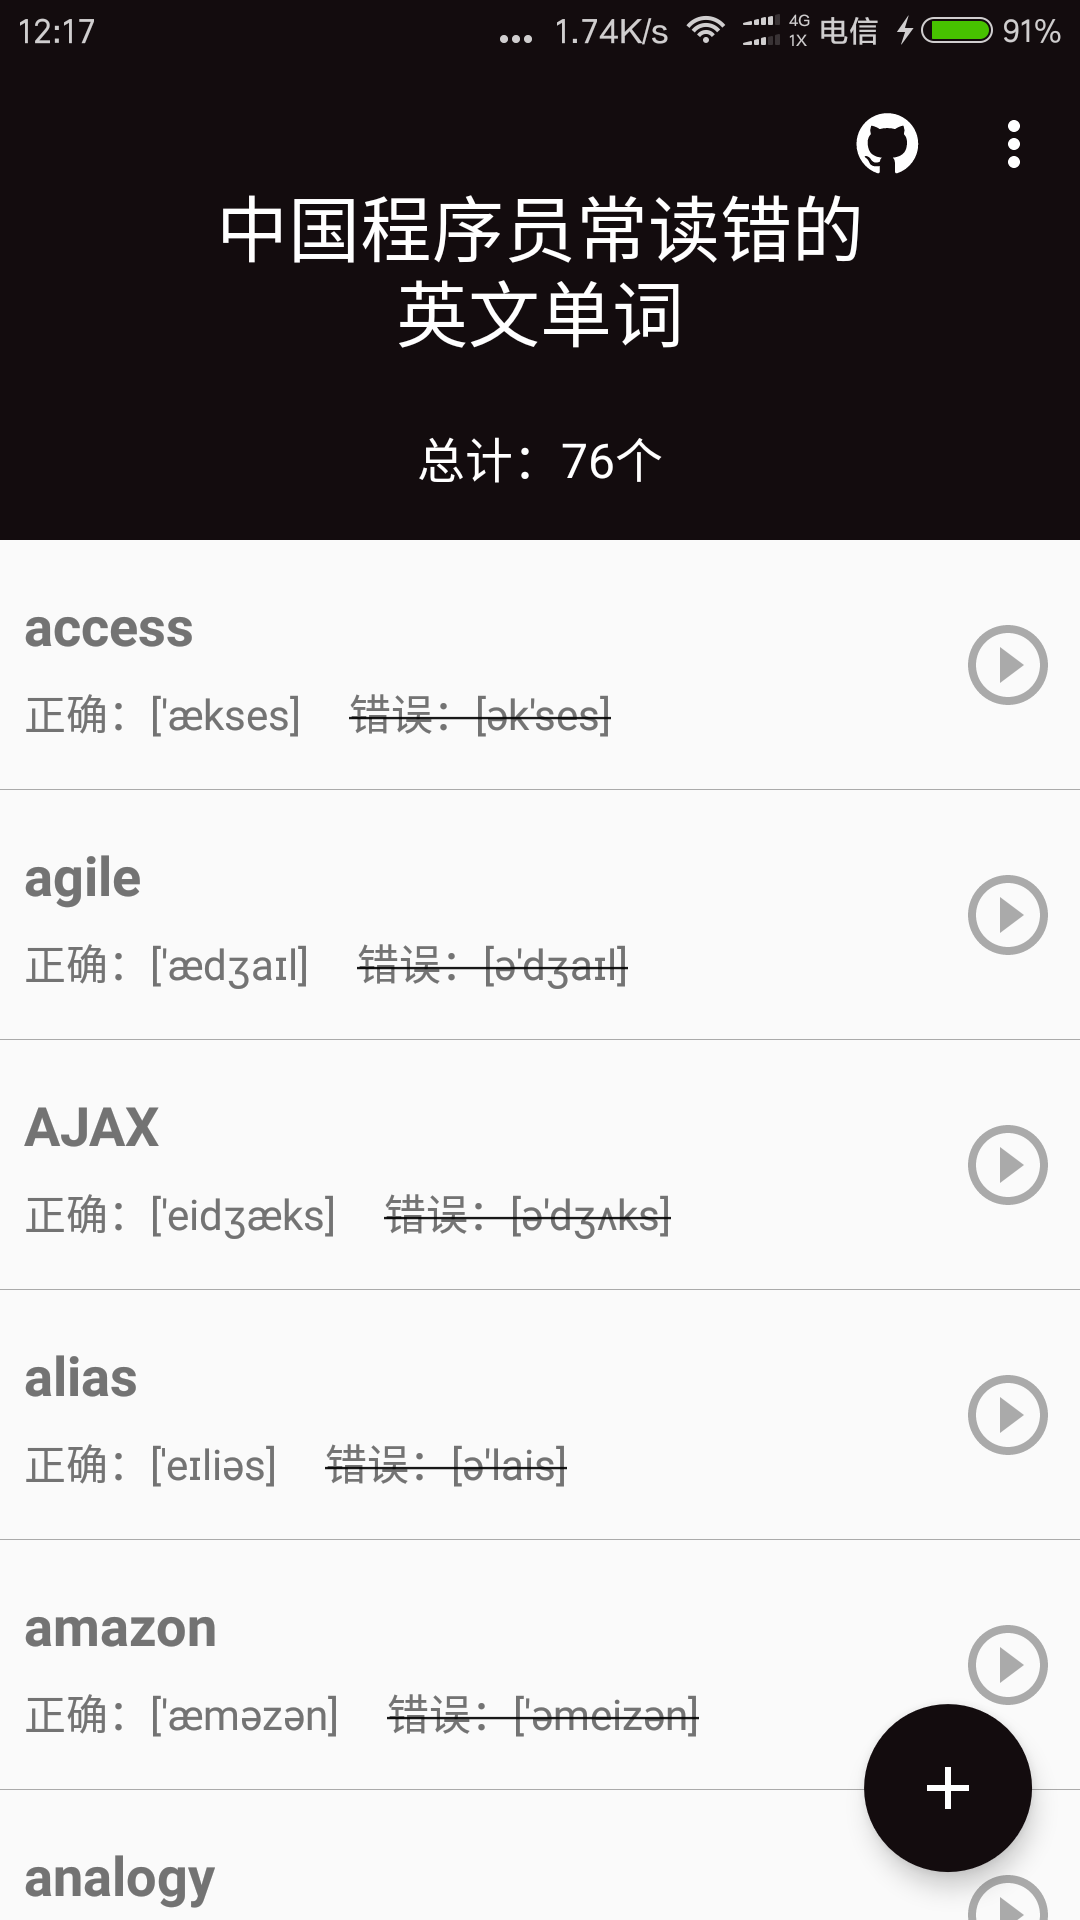 12:17 ... 1.74K/s 4G 1X 电信 91%
中国程序员常读错的
英文单词
总计：76个
access
正确：['ækses] 错误：[ək'ses]
agile
正确：['ædʒaɪl] 错误：[ə'dʒaɪl]
AJAX
正确：['eidʒæks] 错误：[ə'dʒʌks]
alias
正确：['eɪliəs] 错误：[ə'lais]
amazon
正确：['æməzən] 错误：['əmeizən]
analogy